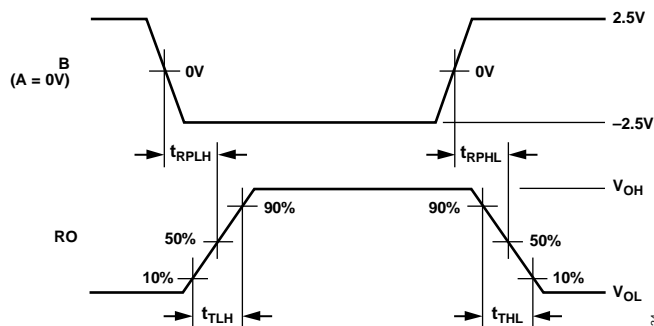 2.5V
B
(A = 0V)
0V
0V
–2.5V
tRPLH
tRPHL
VOH
90%
90%
RO
50%
50%
10%
10%
VOL
tTLH
tTHL